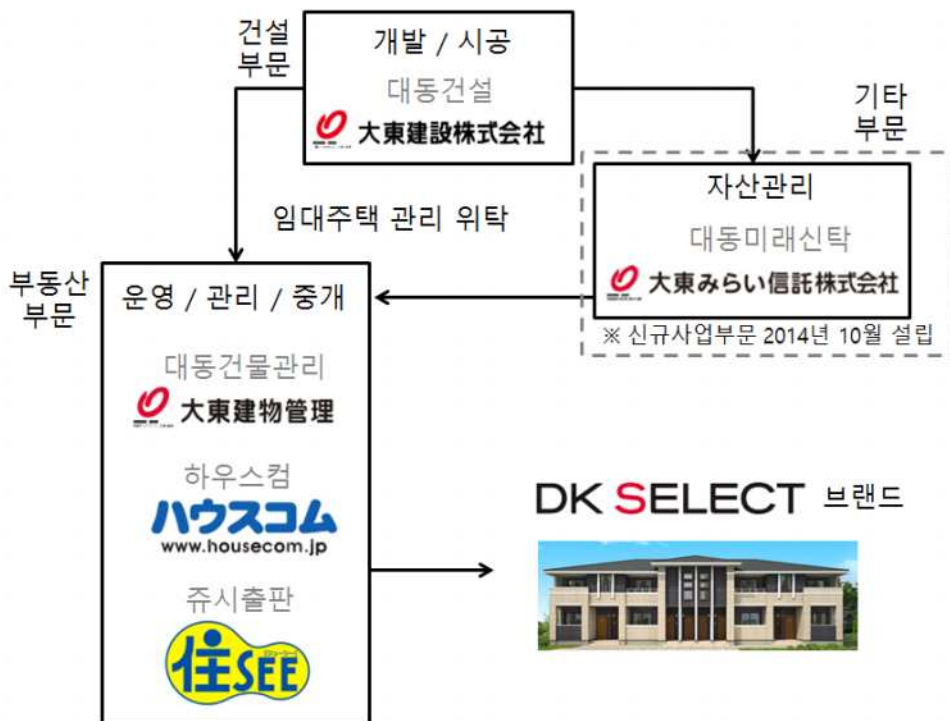 건설
부문
개발 / 시공
대동건설
大東建設株式会社
기타
부문
자산관리
대동미래신탁
大東みらい信託株式会社
※ 신규사업부문 2014년 10월 설립
임대주택 관리 위탁
부동산
부문
운영 / 관리 / 중개
대동건물관리
大東建物管理
하우스컴
ハウスコム
www.housecom.jp
쥬시출판
住SEE
DK SELECT 브랜드